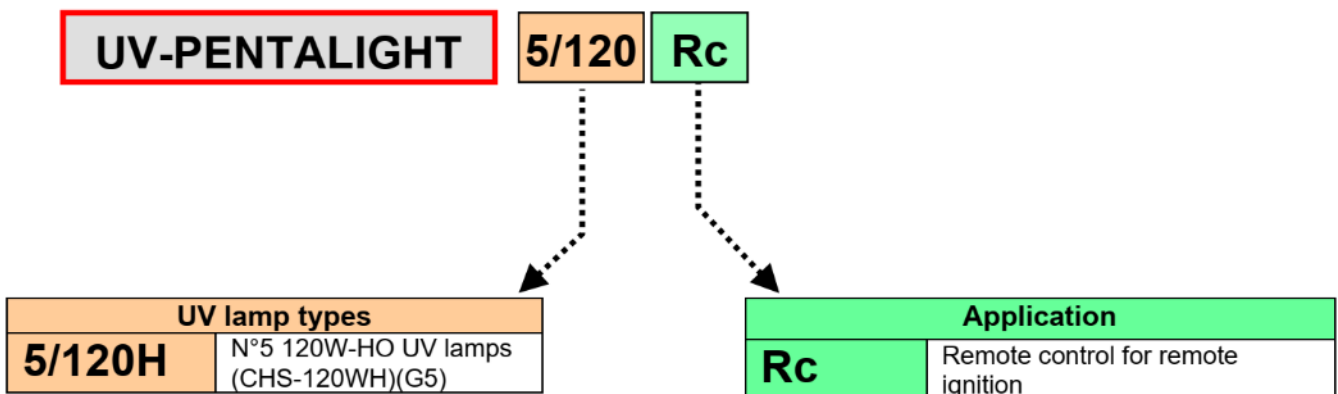 UV-PENTALIGHT 5/120 Rc
UV lamp types
5/120H
N°5 120W-HO UV lamps
(CHS-120WH)(G5)
Application
Rc
Remote control for remote
ignition